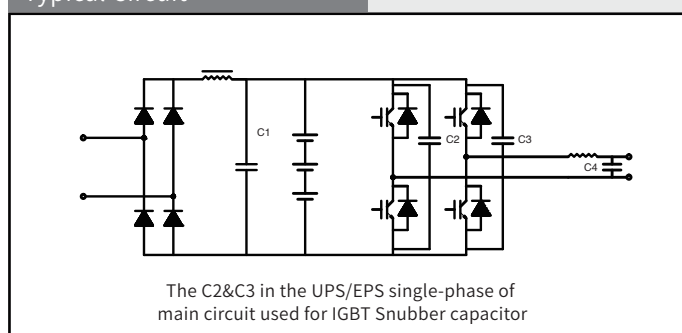 Typical Circuit
C1
C2
C3
C4
The C2&C3 in the UPS/EPS single-phase of
main circuit used for IGBT Snubber capacitor